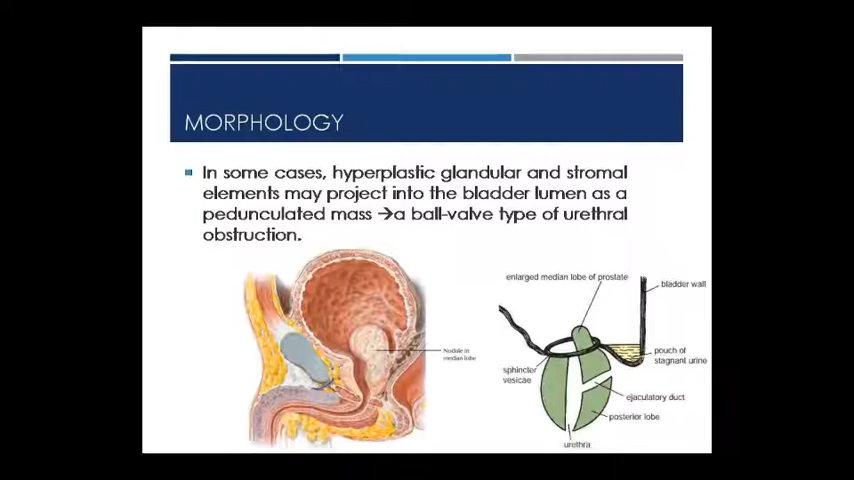 MORPHOLOGY
In some cases, hyperplastic glandular and stromal
elements may project into the bladder lumen as a
pedunculated mass →a ball-valve type of urethral
obstruction.
Nodule in
median lobe
enlarged median lobe of prostate
bladder wall
pouch of
stagnant urine
sphincter
vesicae
ejaculatory duct
posterior lobe
urethra